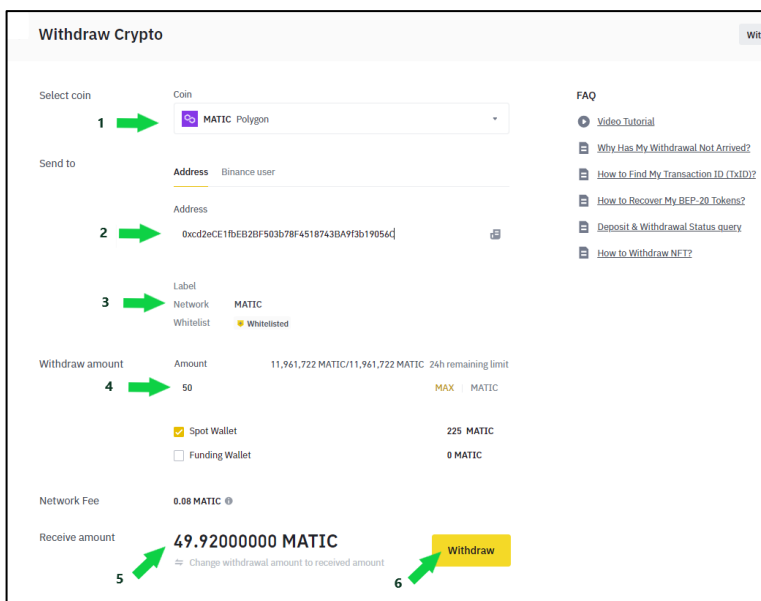 Withdraw Crypto
Wit
Select coin
Coin
1
MATIC Polygon
Send to
Address Binance user
Address
2
0xcd2eCE1fbEB2BF503b78F4518743BA9f3b19056C
Label
3
Network MATIC
Whitelist Whitelisted
Withdraw amount
Amount 11,961,722 MATIC/11,961,722 MATIC 24h remaining limit
4
50 MAX | MATIC
Spot Wallet 225 MATIC
Funding Wallet 0 MATIC
Network Fee 0.08 MATIC
Receive amount
49.92000000 MATIC
Change withdrawal amount to received amount
5
Withdraw
6
FAQ
Video Tutorial
Why Has My Withdrawal Not Arrived?
How to Find My Transaction ID (TxID)?
How to Recover My BEP-20 Tokens?
Deposit & Withdrawal Status query
How to Withdraw NFT?